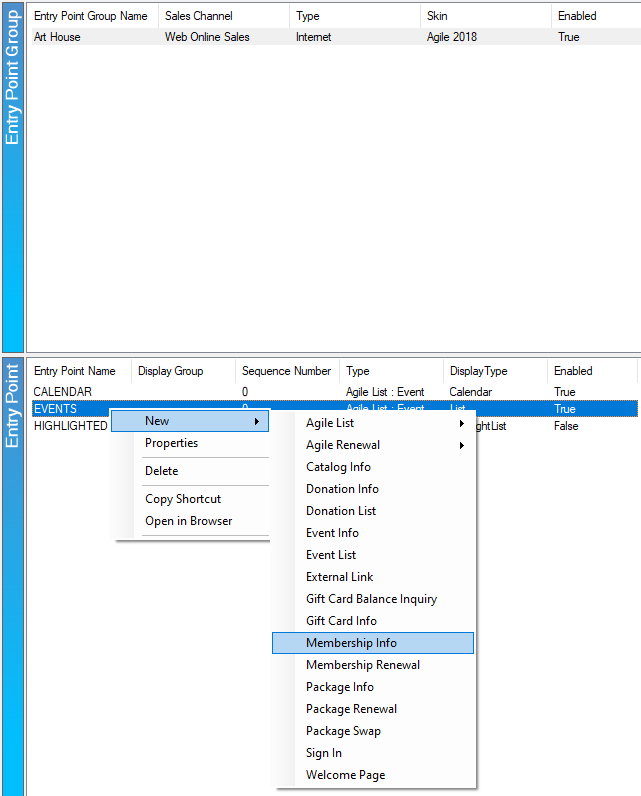 Entry Point Group
Entry Point Group Name Sales Channel Type Skin Enabled
Art House Web Online Sales Internet Agile 2018 True
Entry Point
Entry Point Name Display Group Sequence Number Type DisplayType Enabled
CALENDAR 0 Agile List : Event Calendar True
EVENTS 0 Agile List : Event List True
HIGHLIGHTED ghtList False
New
Properties
Delete
Copy Shortcut
Open in Browser
Agile List
Agile Renewal
Catalog Info
Donation Info
Donation List
Event Info
Event List
External Link
Gift Card Balance Inquiry
Gift Card Info
Membership Info
Membership Renewal
Package Info
Package Renewal
Package Swap
Sign In
Welcome Page